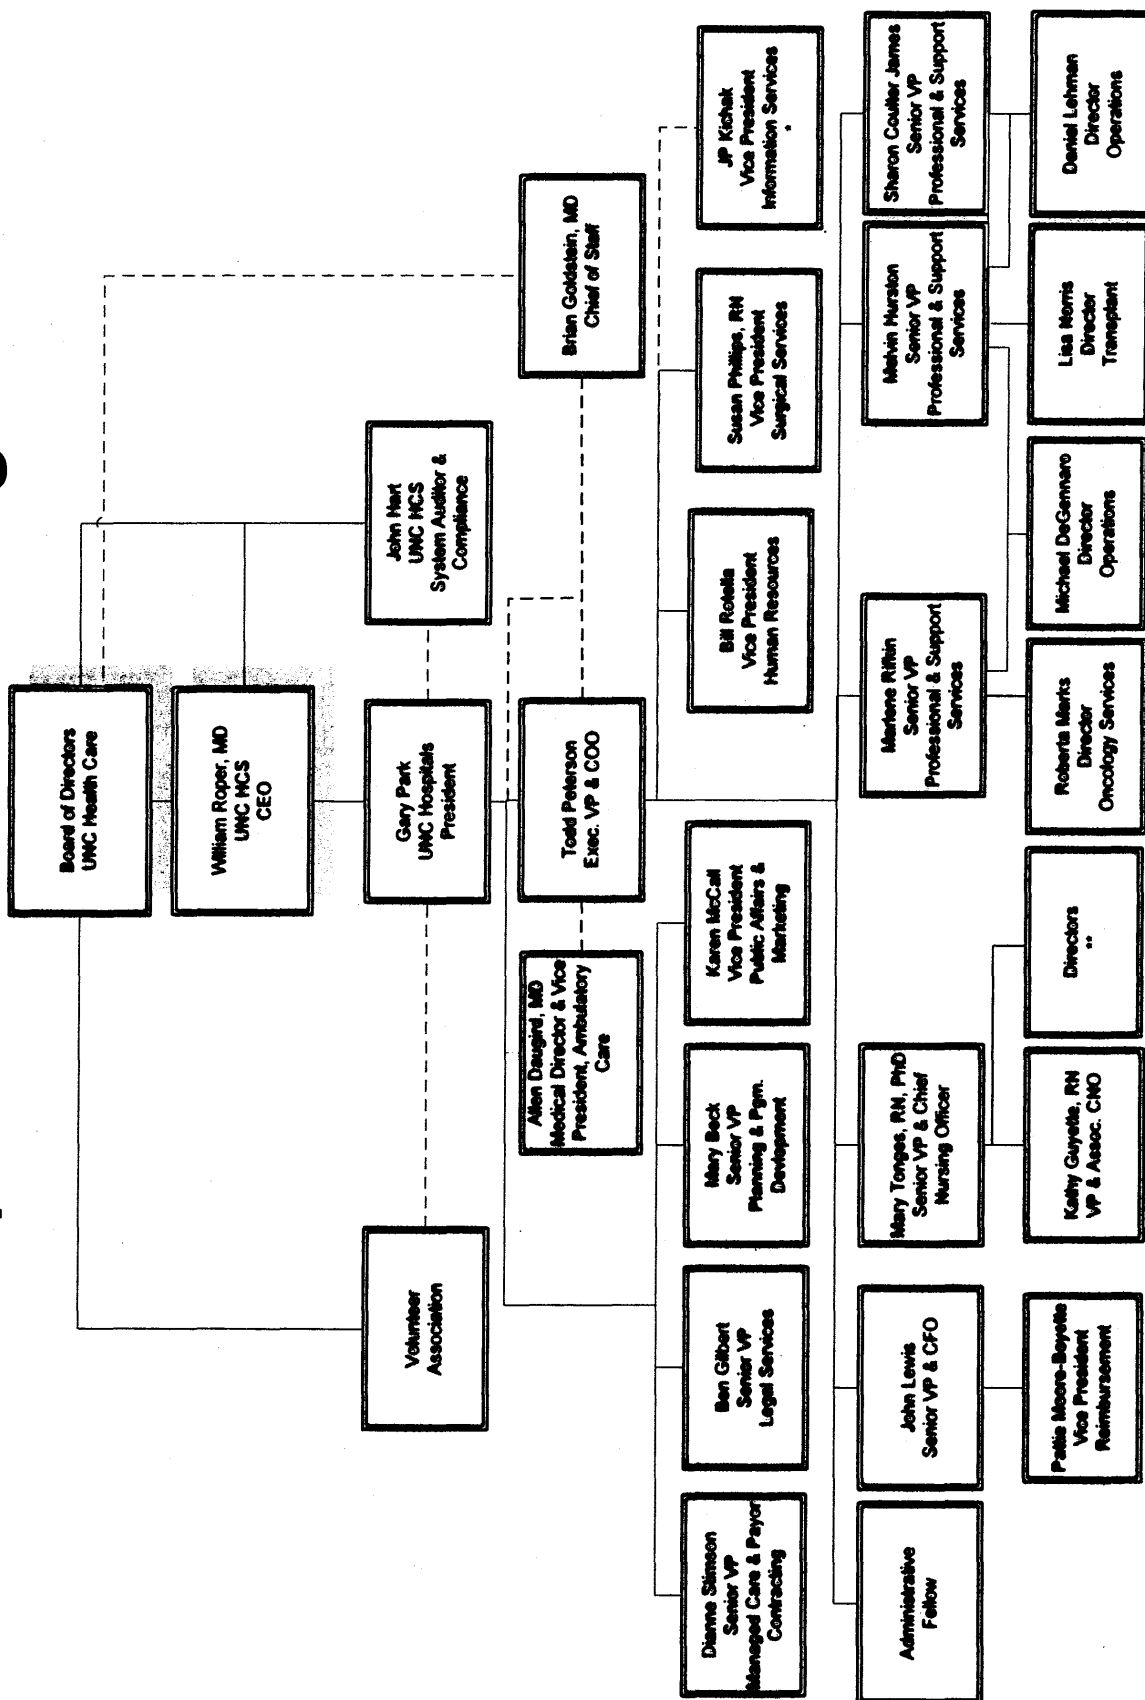 Board of Directors
UNC Health Care
William Roper, MD
UNC HCS
CEO
Volunteer
Association
Gary Park
UNC Hospitals
President
John Hart
UNC HCS
System Auditor &
Compliance
Allen Daugird, MD
Medical Director & Vice
President, Ambulatory
Care
Todd Peterson
Exec. VP & COO
Brian Goldstein, MD
Chief of Staff
Dianne Stimson
Senior VP
Managed Care & Payor
Contracting
Ben Gilbert
Senior VP
Legal Services
Mary Beck
Senior VP
Planning & Pgm.
Devlopment
Karen McCall
Vice President
Public Affairs &
Marketing
Bill Rotella
Vice President
Human Resources
Susan Phillips, RN
Vice President
Surgical Services
JP Kichak
Vice President
Information Services
*
Administrative
Fellow
John Lewis
Senior VP & CFO
Mary Tonges, RN, PhD
Senior VP & Chief
Nursing Officer
Marlene Rifkin
Senior VP
Professional & Support
Services
Melvin Hurston
Senior VP
Professional & Support
Services
Sharon Coulter James
Senior VP
Professional & Support
Services
Pattie Moore-Boyette
Vice President
Reimbursement
Kathy Guyette, RN
VP & Assoc. CNO
Directors
**
Roberta Marks
Director
Oncology Services
Michael DeGennaro
Director
Operations
Lisa Norris
Director
Transplant
Daniel Lehman
Director
Operations